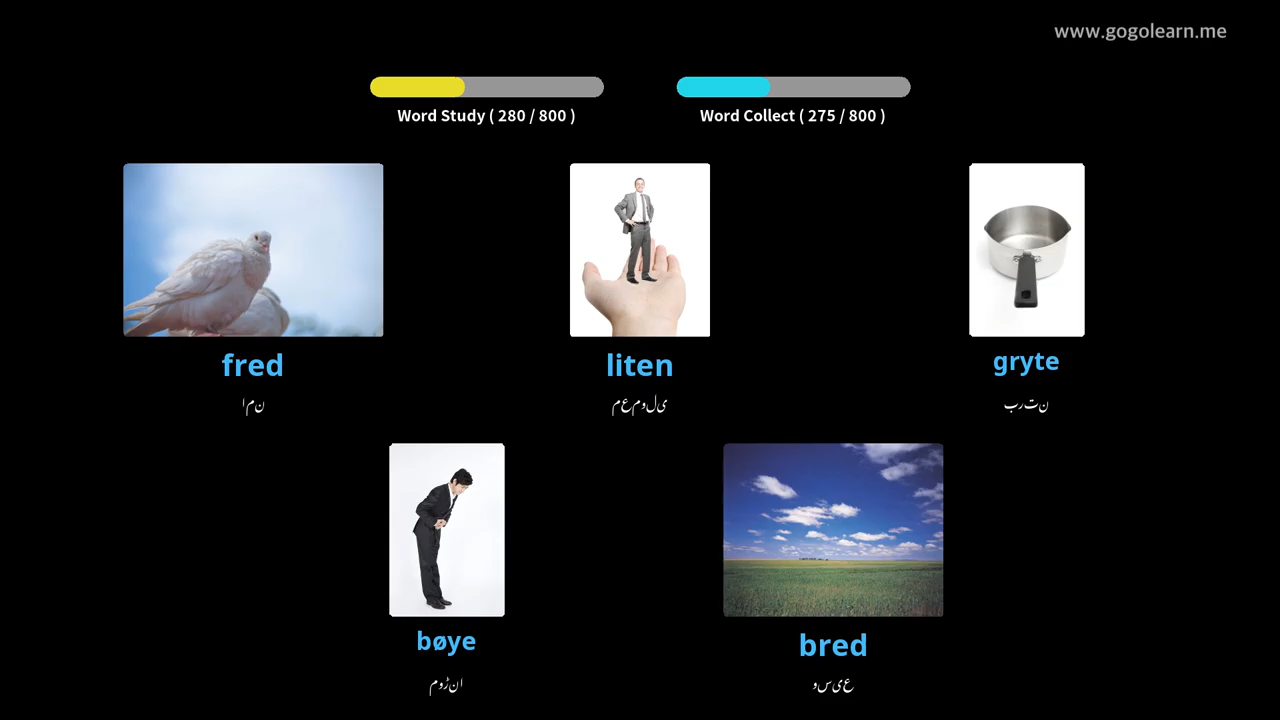 www.gogolearn.me
Word Study ( 280 / 800 )
Word Collect ( 275 / 800 )
fred
liten
gryte
امن
معمولی
برتن
bøye
bred
موڑنا
وسیع